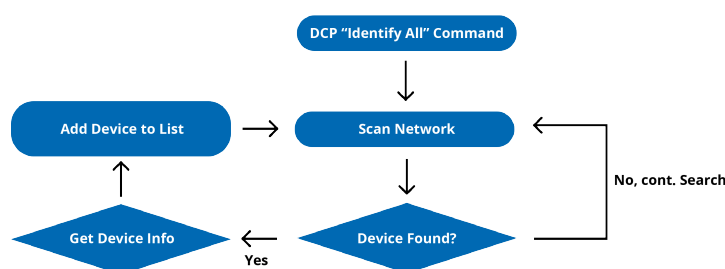 DCP “Identify All” Command
Add Device to List
Scan Network
No, cont. Search
Get Device Info
Device Found?
Yes